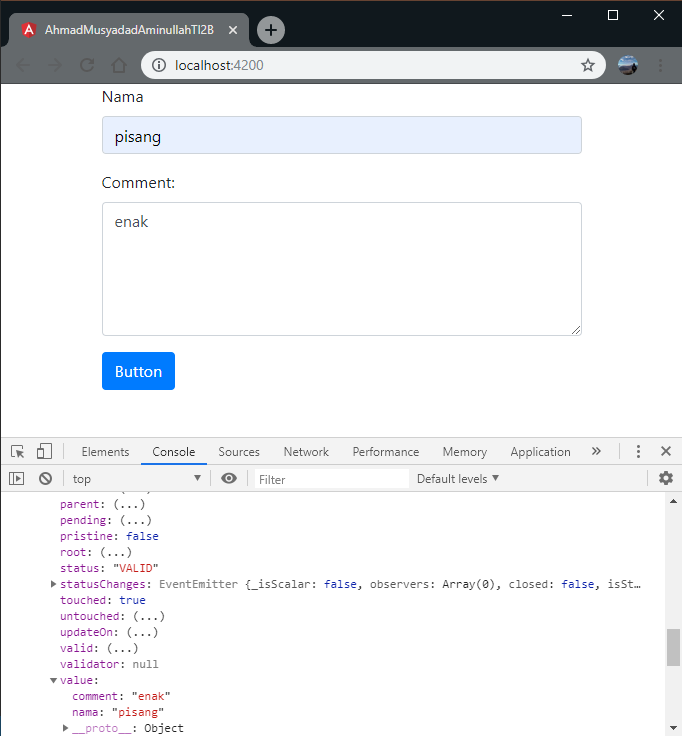 AhmadMusyadadAminullahTI2B
localhost:4200
Nama
pisang
Comment:
enak
Button
Elements Console Sources Network Performance Memory Application
top Filter Default levels
parent: (...)
pending: (...)
pristine: false
root: (...)
status: "VALID"
statusChanges: EventEmitter {_isScalar: false, observers: Array(0), closed: false, isSt…
touched: true
untouched: (...)
updateOn: (...)
valid: (...)
validator: null
value:
comment: "enak"
nama: "pisang"
__proto__: Object